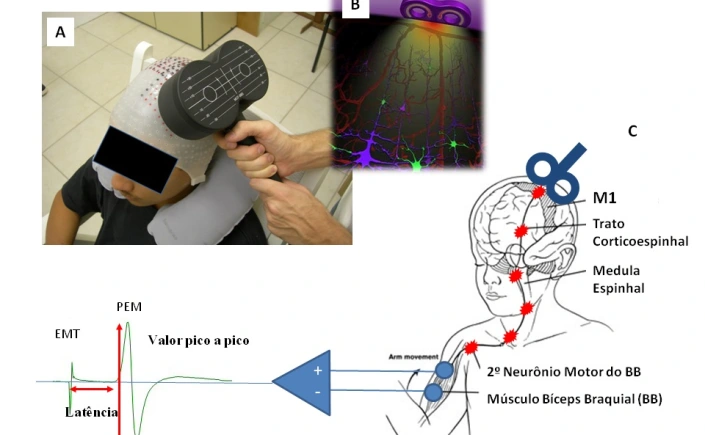 A
B
C
M1
Trato
Corticoespinhal
Medula
Espinhal
PEM
EMT
Valor pico a pico
Latência
Arm movement
+
-
2º Neurônio Motor do BB
Músculo Bíceps Braquial (BB)